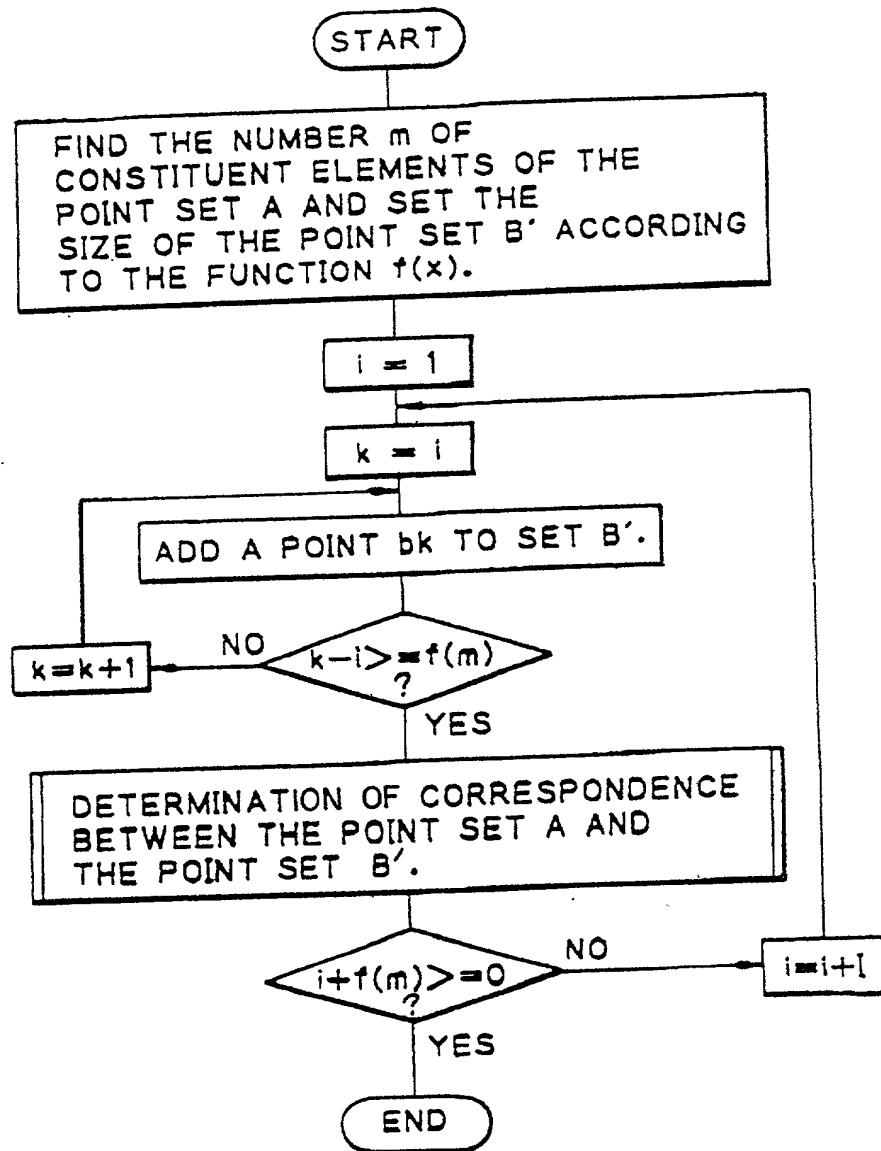 START
FIND THE NUMBER m OF
CONSTITUENT ELEMENTS OF THE
POINT SET A AND SET THE
SIZE OF THE POINT SET B′ ACCORDING
TO THE FUNCTION f(x).
i = 1
k = i
ADD A POINT bk TO SET B′.
k-i>=f(m)
?
NO
k=k+1
YES
DETERMINATION OF CORRESPONDENCE
BETWEEN THE POINT SET A AND
THE POINT SET B′.
i+f(m)>=0
?
NO
i=i+I
YES
END